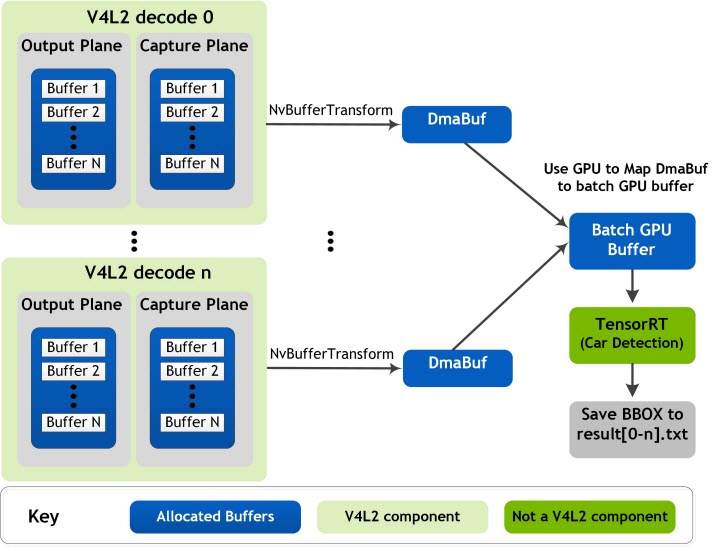 V4L2 decode 0
Output Plane
Capture Plane
Buffer 1
Buffer 2
Buffer N
Buffer 1
Buffer 2
Buffer N
NvBufferTransform
DmaBuf
Use GPU to Map DmaBuf
to batch GPU buffer
Batch GPU
Buffer
TensorRT
(Car Detection)
Save BBOX to
result[0-n].txt
V4L2 decode n
Output Plane
Capture Plane
Buffer 1
Buffer 2
Buffer N
Buffer 1
Buffer 2
Buffer N
NvBufferTransform
DmaBuf
Key
Allocated Buffers
V4L2 component
Not a V4L2 component